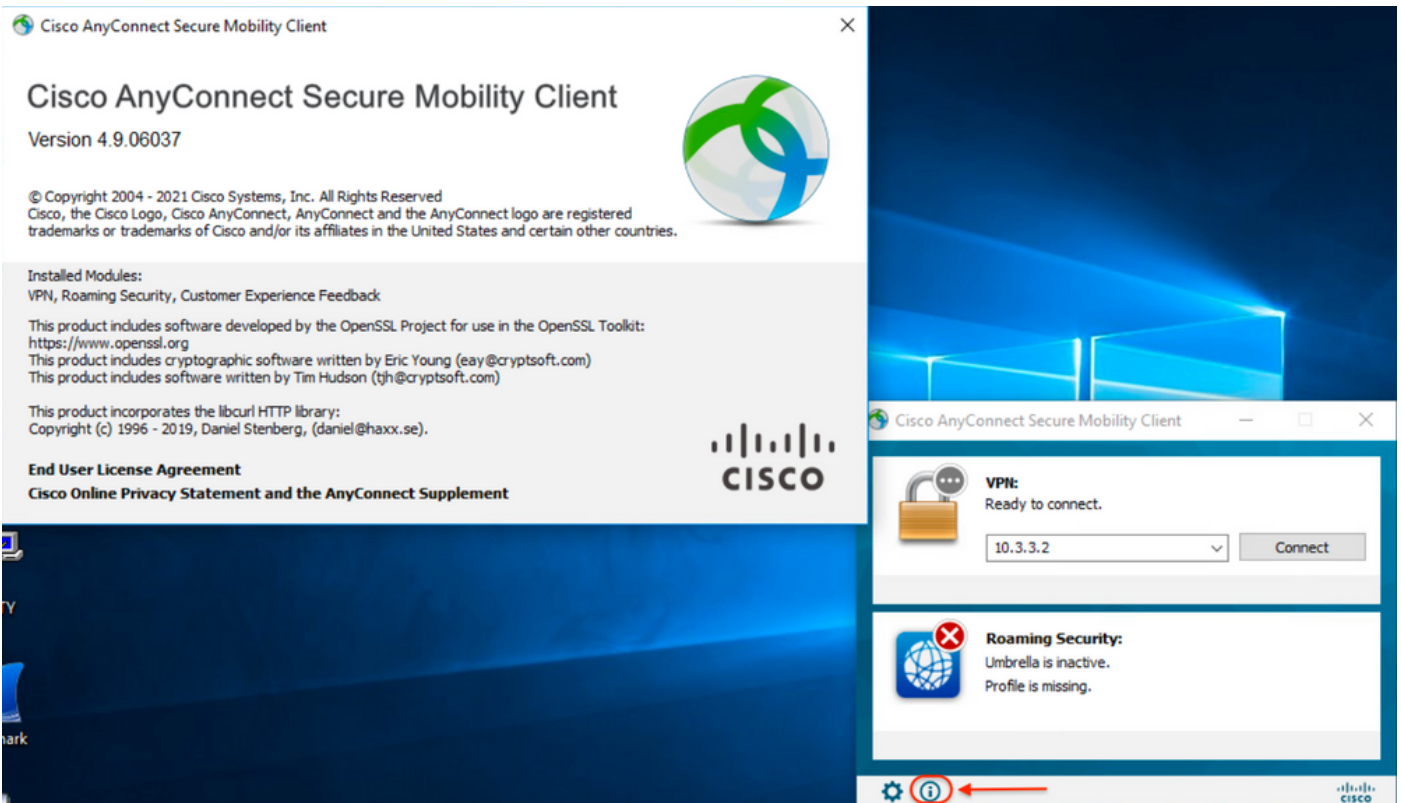 Cisco AnyConnect Secure Mobility Client
Cisco AnyConnect Secure Mobility Client
Version 4.9.06037
© Copyright 2004 - 2021 Cisco Systems, Inc. All Rights Reserved
Cisco, the Cisco Logo, Cisco AnyConnect, AnyConnect and the AnyConnect logo are registered
trademarks or trademarks of Cisco and/or its affiliates in the United States and certain other countries.
Installed Modules:
VPN, Roaming Security, Customer Experience Feedback
This product includes software developed by the OpenSSL Project for use in the OpenSSL Toolkit:
https://www.openssl.org
This product includes cryptographic software written by Eric Young (eay@cryptsoft.com)
This product includes software written by Tim Hudson (tjh@cryptsoft.com)
This product incorporates the libcurl HTTP library:
Copyright (c) 1996 - 2019, Daniel Stenberg, (daniel@haxx.se).
End User License Agreement
Cisco Online Privacy Statement and the AnyConnect Supplement
CISCO
Cisco AnyConnect Secure Mobility Client
VPN:
Ready to connect.
10.3.3.2
Connect
Roaming Security:
Umbrella is inactive.
Profile is missing.
CISCO
TY
ark